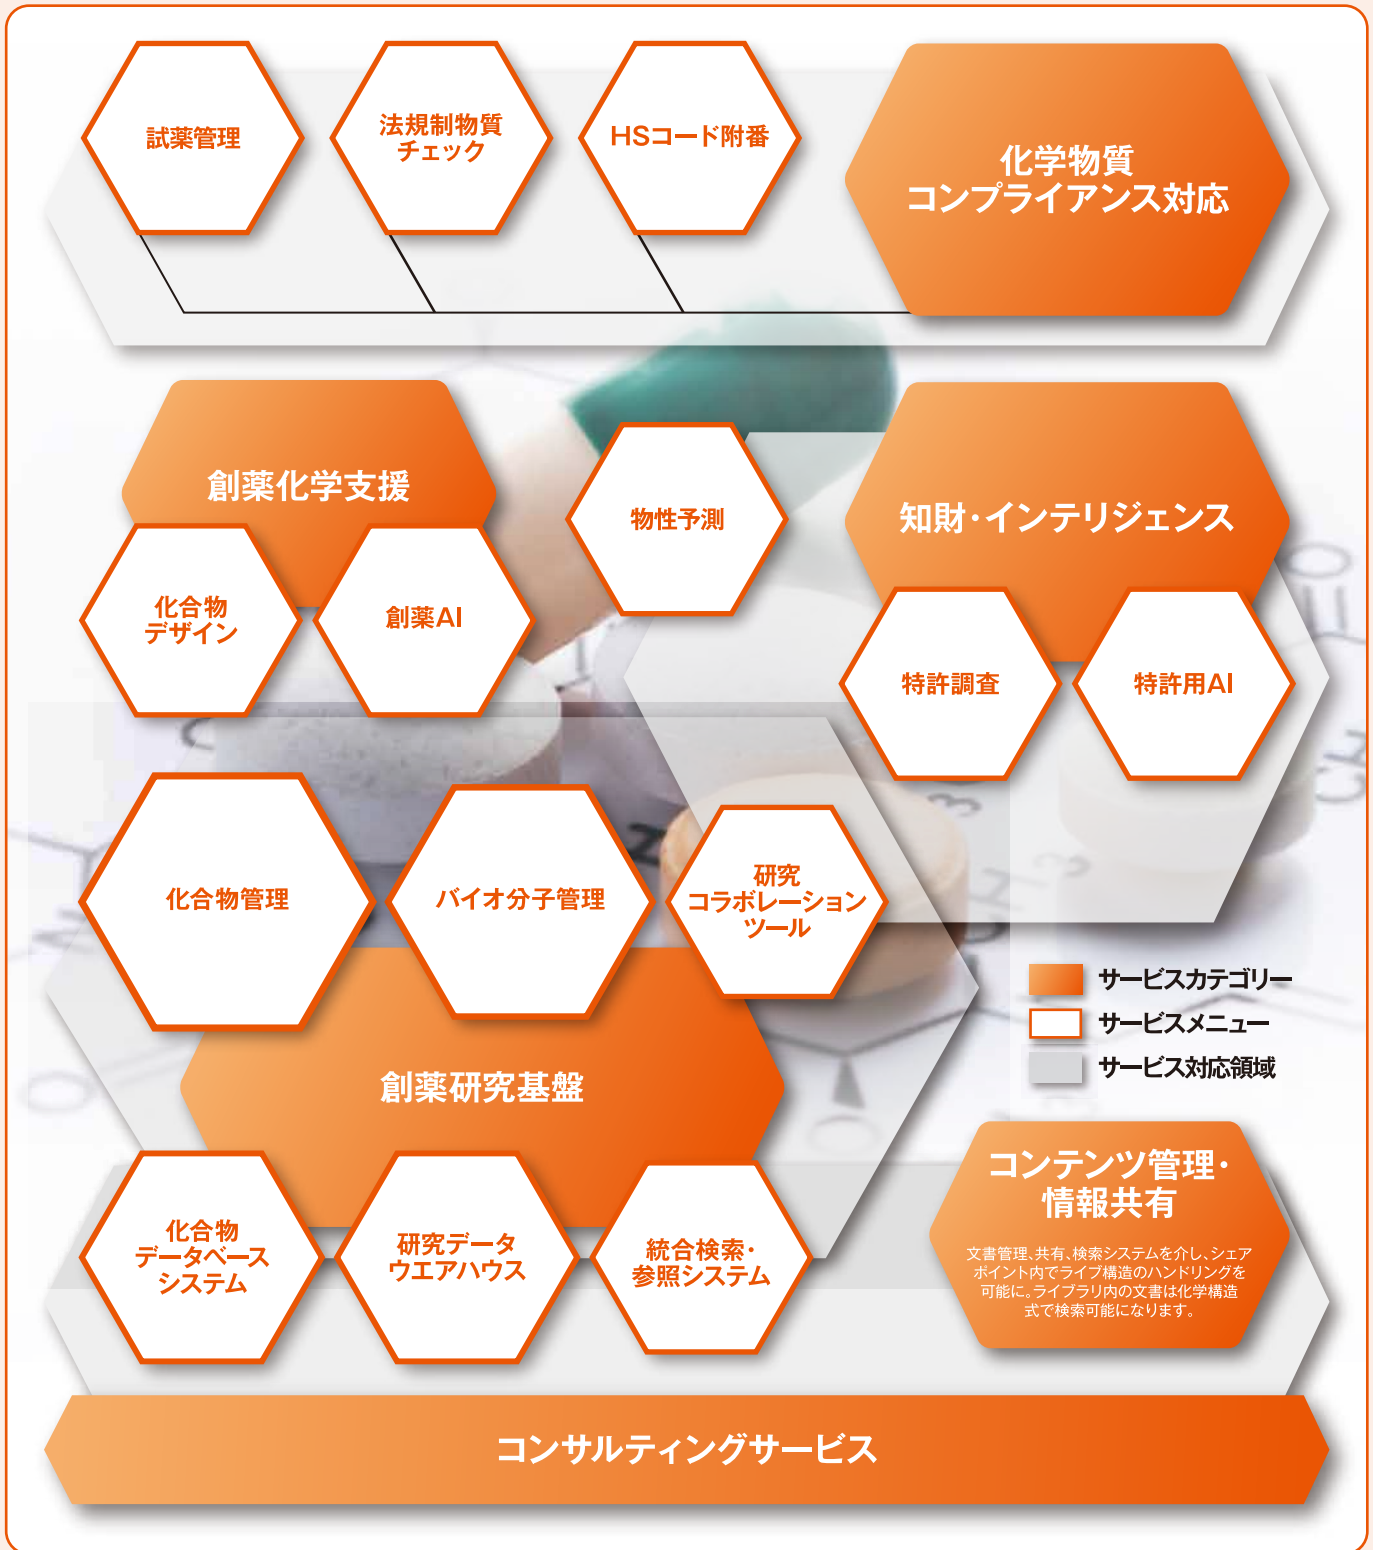 試薬管理
法規制物質
チェック
HSコード附番
化学物質
コンプライアンス対応
創薬化学支援
化合物
デザイン
創薬AI
物性予測
知財・インテリジェンス
特許調査
特許用AI
化合物管理
バイオ分子管理
研究
コラボレーション
ツール
創薬研究基盤
サービスカテゴリー
サービスメニュー
サービス対応領域
化合物
データベース
システム
研究データ
ウエアハウス
統合検索・
参照システム
コンテンツ管理・
情報共有
文書管理、共有、検索システムを介し、シェア
ポイント内でライブ構造のハンドリングを
可能に。ライブラリ内の文書は化学構造
式で検索可能になります。
コンサルティングサービス